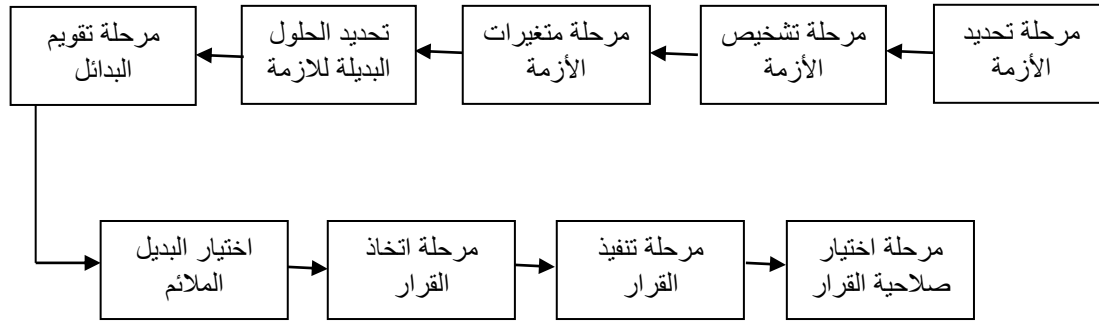 مرحلة تحديد
الأزمة
مرحلة تشخيص
الأزمة
مرحلة متغيرات
الأزمة
تحديد الحلول
البديلة للازمة
مرحلة تقويم
البدائل
اختيار البديل
الملائم
مرحلة اتخاذ
القرار
مرحلة تنفيذ
القرار
مرحلة اختيار
صلاحية القرار